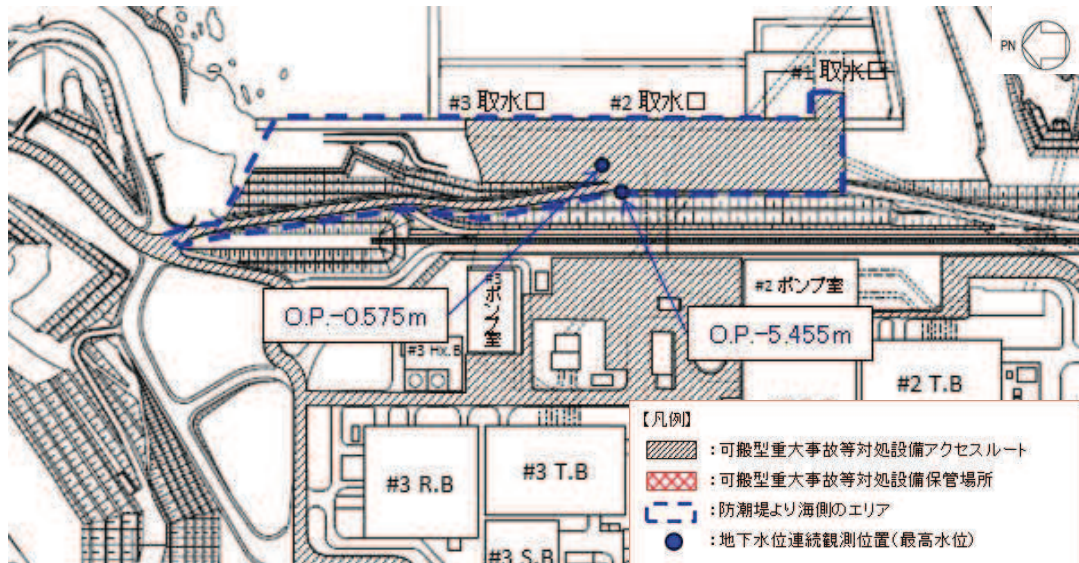 PN
#1 取水口
#3 取水口
#2 取水口
#3ポンプ室
#2 ポンプ室
O.P.-0.575m
O.P.-5.455m
#3 Hx.B
#2 T.B
#3 R.B
#3 T.B
#3 S.B
【凡例】
:可搬型重大事故等対処設備アクセスルート
:可搬型重大事故等対処設備保管場所
:防潮堤より海側のエリア
:地下水位連続観測位置(最高水位)